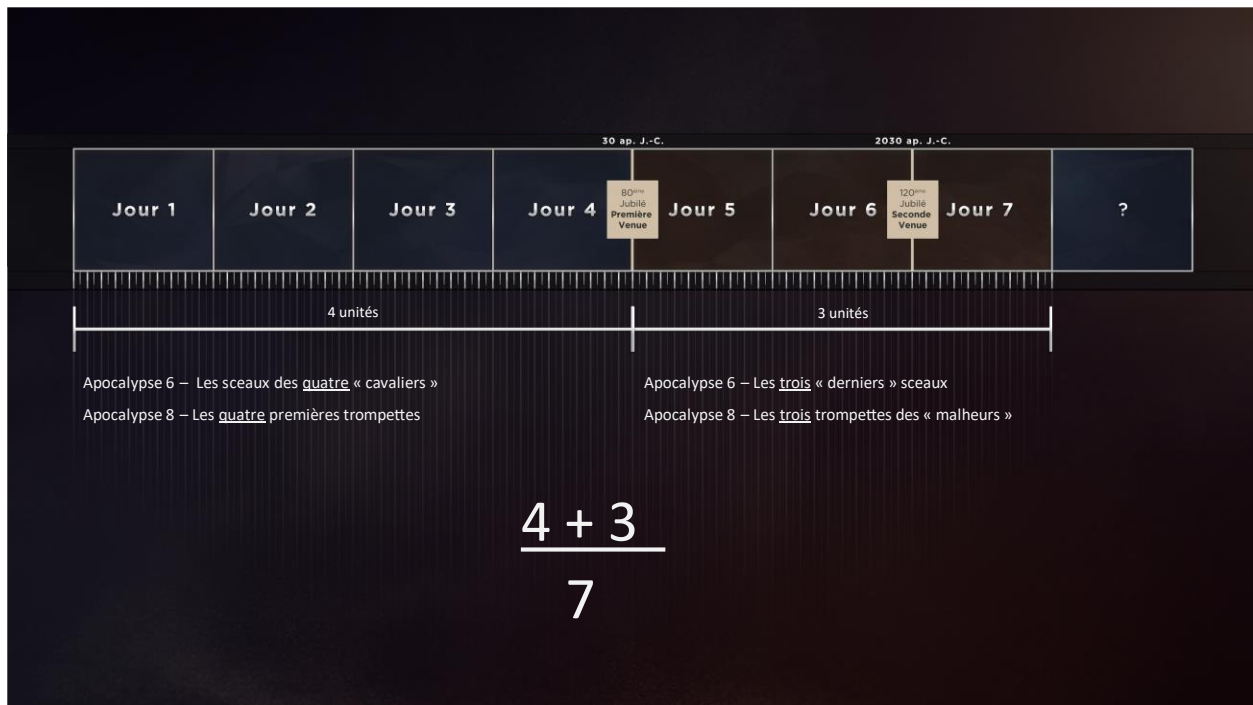 30 ap. J.-C.
2030 ap. J.-C.
Jour 1
Jour 2
Jour 3
Jour 4
80ème
Jubilé
Première
Venue
Jour 5
Jour 6
120ème
Jubilé
Seconde
Venue
Jour 7
?
4 unités
3 unités
Apocalypse 6 – Les sceaux des quatre « cavaliers »
Apocalypse 8 – Les quatre premières trompettes
Apocalypse 6 – Les trois « derniers » sceaux
Apocalypse 8 – Les trois trompettes des « malheurs »
4 + 3
7